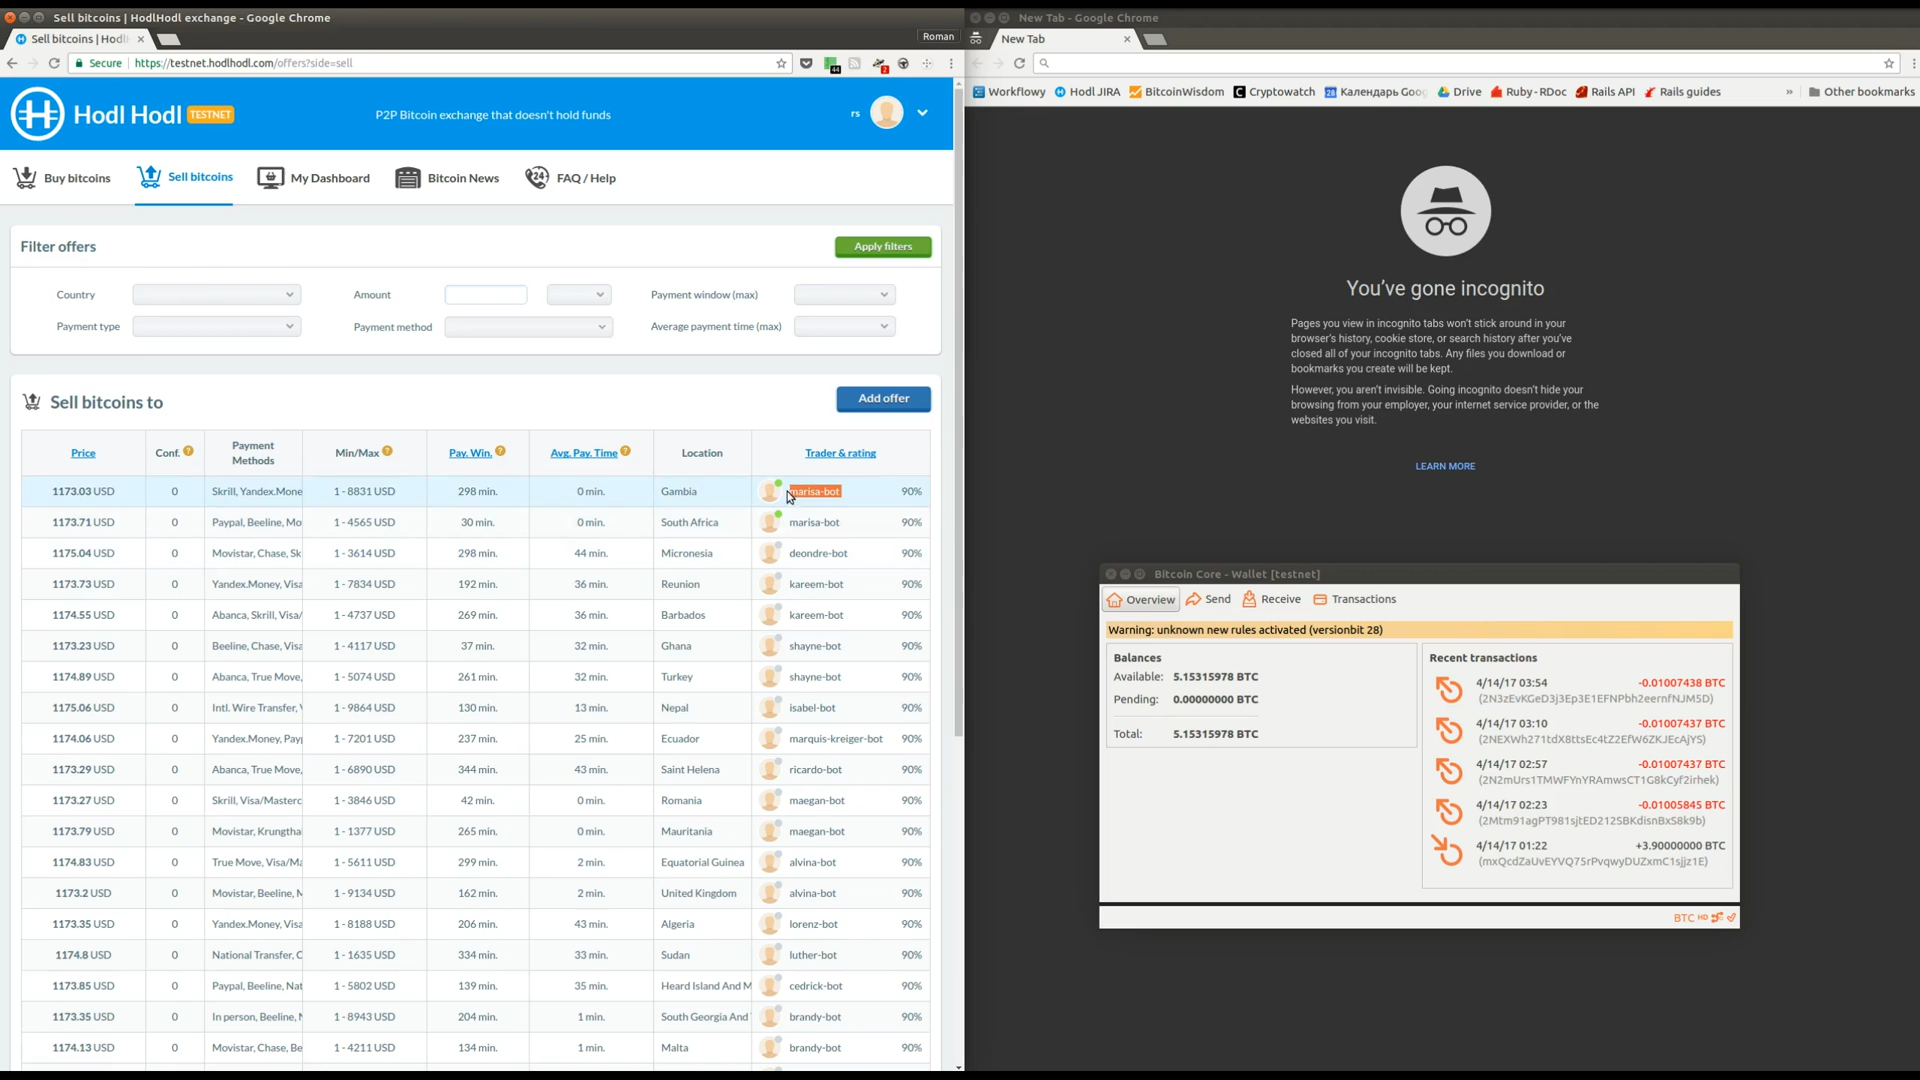 Sell bitcoins | HodlHodl exchange - Google Chrome
Sell bitcoins | Hodl
Roman
Secure https://testnet.hodlhodl.com/offers?side=sell
44
2
Hodl Hodl TESTNET
P2P Bitcoin exchange that doesn't hold funds
rs
Buy bitcoins
Sell bitcoins
My Dashboard
Bitcoin News
24
FAQ / Help
Filter offers
Apply filters
Country
Amount
Payment window (max)
Payment type
Payment method
Average payment time (max)
Sell bitcoins to
Add offer
Price Conf. ? Payment Methods Min/Max ? Pay. Win. ? Avg. Pay. Time ? Location Trader & rating
1173.03 USD 0 Skrill, Yandex.Mone 1 - 8831 USD 298 min. 0 min. Gambia marisa-bot 90%
1173.71 USD 0 Paypal, Beeline, Mo 1 - 4565 USD 30 min. 0 min. South Africa marisa-bot 90%
1175.04 USD 0 Movistar, Chase, Sk 1 - 3614 USD 298 min. 44 min. Micronesia deondre-bot 90%
1173.73 USD 0 Yandex.Money, Visa 1 - 7834 USD 192 min. 36 min. Reunion kareem-bot 90%
1174.55 USD 0 Abanca, Skrill, Visa/ 1 - 4737 USD 269 min. 36 min. Barbados kareem-bot 90%
1173.23 USD 0 Beeline, Chase, Visa 1 - 4117 USD 37 min. 32 min. Ghana shayne-bot 90%
1174.89 USD 0 Abanca, True Move, 1 - 5074 USD 261 min. 32 min. Turkey shayne-bot 90%
1175.06 USD 0 Intl. Wire Transfer, 1 - 9864 USD 130 min. 13 min. Nepal isabel-bot 90%
1174.06 USD 0 Yandex.Money, Pay 1 - 7201 USD 237 min. 25 min. Ecuador marquis-kreiger-bot 90%
1173.29 USD 0 Abanca, True Move, 1 - 6890 USD 344 min. 43 min. Saint Helena ricardo-bot 90%
1173.27 USD 0 Skrill, Visa/Masterc 1 - 3846 USD 42 min. 0 min. Romania maegan-bot 90%
1173.79 USD 0 Movistar, Krungtha 1 - 1377 USD 265 min. 0 min. Mauritania maegan-bot 90%
1174.83 USD 0 True Move, Visa/Ma 1 - 5611 USD 299 min. 2 min. Equatorial Guinea alvina-bot 90%
1173.2 USD 0 Movistar, Beeline, M 1 - 9134 USD 162 min. 2 min. United Kingdom alvina-bot 90%
1173.35 USD 0 Yandex.Money, Visa 1 - 8188 USD 206 min. 43 min. Algeria lorenz-bot 90%
1174.8 USD 0 National Transfer, C 1 - 1635 USD 334 min. 33 min. Sudan luther-bot 90%
1173.85 USD 0 Paypal, Beeline, Nat 1 - 5802 USD 139 min. 35 min. Heard Island And M cedrick-bot 90%
1173.35 USD 0 In person, Beeline, 1 - 8943 USD 204 min. 1 min. South Georgia And brandy-bot 90%
1174.13 USD 0 Movistar, Chase, Be 1 - 4211 USD 134 min. 1 min. Malta brandy-bot 90%
New Tab - Google Chrome
New Tab
Workflowy Hodl JIRA BitcoinWisdom Cryptowatch 28 Календарь Goo Drive Ruby-RDoc Rails API Rails guides » Other bookmarks
You've gone incognito
Pages you view in incognito tabs won't stick around in your
browser's history, cookie store, or search history after you've
closed all of your incognito tabs. Any files you download or
bookmarks you create will be kept.
However, you aren't invisible. Going incognito doesn't hide your
browsing from your employer, your internet service provider, or the
websites you visit.
LEARN MORE
Bitcoin Core - Wallet [testnet]
Overview Send Receive Transactions
Warning: unknown new rules activated (versionbit 28)
Balances
Available: 5.15315978 BTC
Pending: 0.00000000 BTC
Total: 5.15315978 BTC
Recent transactions
4/14/17 03:54 -0.01007438 BTC
(2N3zEvKGeD3j3Ep3E1EFNPbh2eernfNJM5D)
4/14/17 03:10 -0.01007437 BTC
(2NEXWh271tdX8ttsEc4tZ2EfW6ZKJEcAjYS)
4/14/17 02:57 -0.01007437 BTC
(2N2mUrs1TMWFYnYRAmwsCT1G8kCyf2irhek)
4/14/17 02:23 -0.01005845 BTC
(2Mtm91agPT981sjtED212SBKdisnBxS8k9b)
4/14/17 01:22 +3.90000000 BTC
(mxQcdZaUvEYVQ75rPvqwyDUZxmC1sjjz1E)
BTC HD